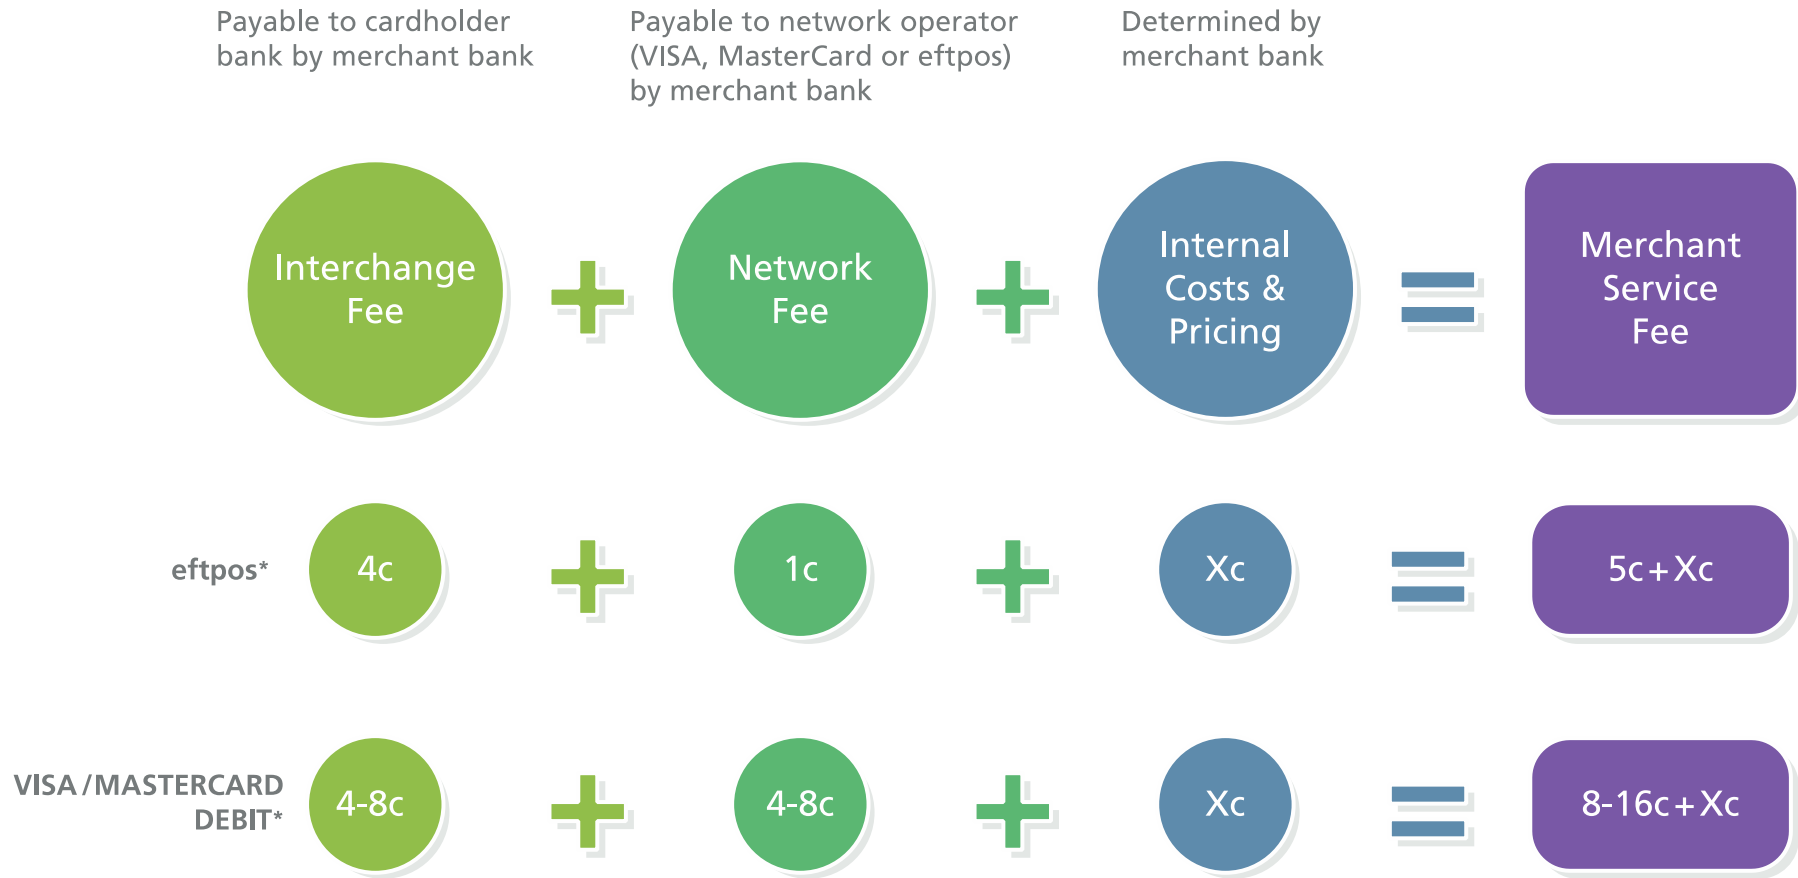 Payable to cardholder
bank by merchant bank
Payable to network operator
(VISA, MasterCard or eftpos)
by merchant bank
Determined by
merchant bank
Interchange
Fee
Network
Fee
Internal
Costs &
Pricing
Merchant
Service
Fee
eftpos*
4c
1c
Xc
5c + Xc
VISA / MASTERCARD
DEBIT*
4-8c
4-8c
Xc
8-16c + Xc